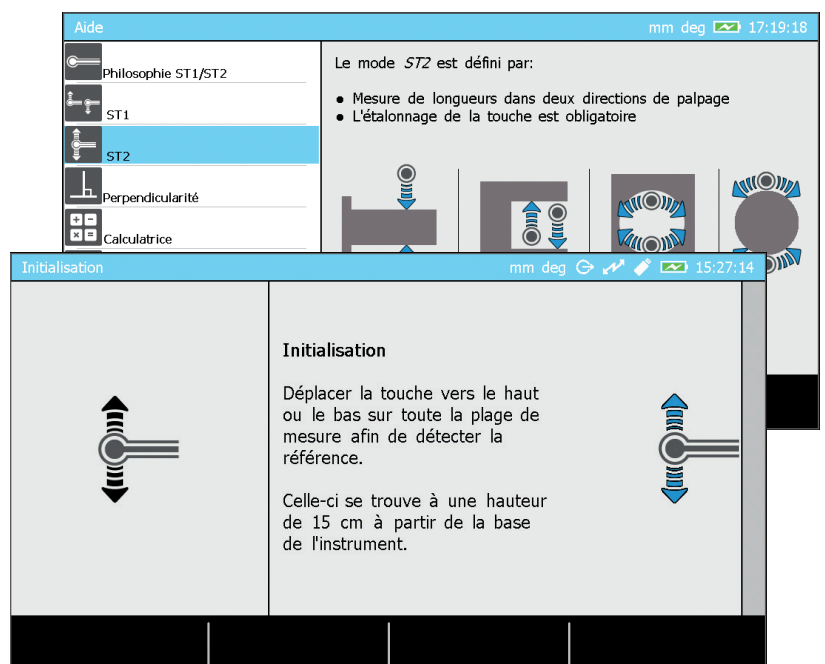 Aide
mm deg 17:19:18
Philosophie ST1/ST2
ST1
ST2
Perpendicularité
Calculatrice
Le mode ST2 est défini par:
• Mesure de longueurs dans deux directions de palpage
• L'étalonnage de la touche est obligatoire
Initialisation
mm deg 15:27:14
Initialisation
Déplacer la touche vers le haut
ou le bas sur toute la plage de
mesure afin de détecter la
référence.
Celle-ci se trouve à une hauteur
de 15 cm à partir de la base
de l'instrument.